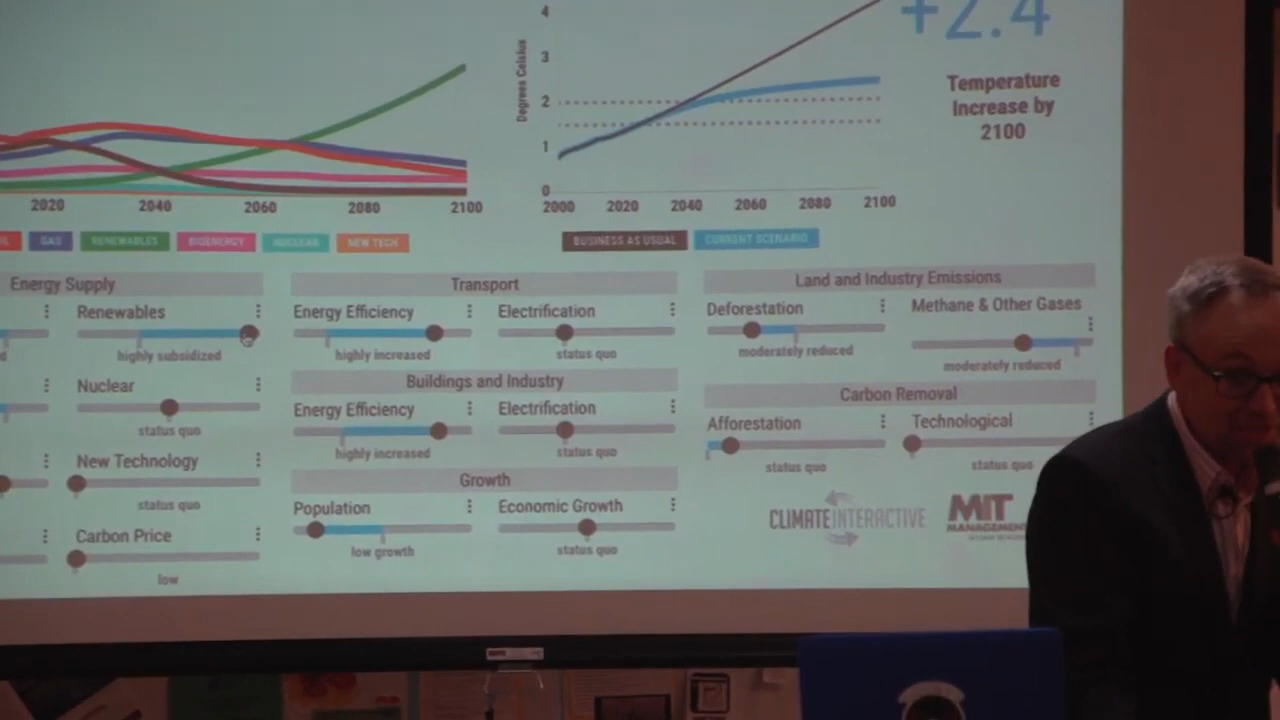 +2.4
4
3
2
1
0
Degrees Celsius
Temperature
Increase by
2100
2020 2040 2060 2080 2100
2000 2020 2040 2060 2080 2100
GAS RENEWABLES BIOENERGY NUCLEAR NEW TECH
BUSINESS AS USUAL CURRENT SCENARIO
Energy Supply
Renewables
highly subsidized
Nuclear
status quo
New Technology
status quo
Carbon Price
low
Transport
Energy Efficiency Electrification
highly increased status quo
Buildings and Industry
Energy Efficiency Electrification
highly increased status quo
Growth
Population Economic Growth
low growth status quo
Land and Industry Emissions
Deforestation Methane & Other Gases
moderately reduced moderately reduced
Carbon Removal
Afforestation Technological
status quo status quo
CLIMATE INTERACTIVE
MIT
MANAGEMENT